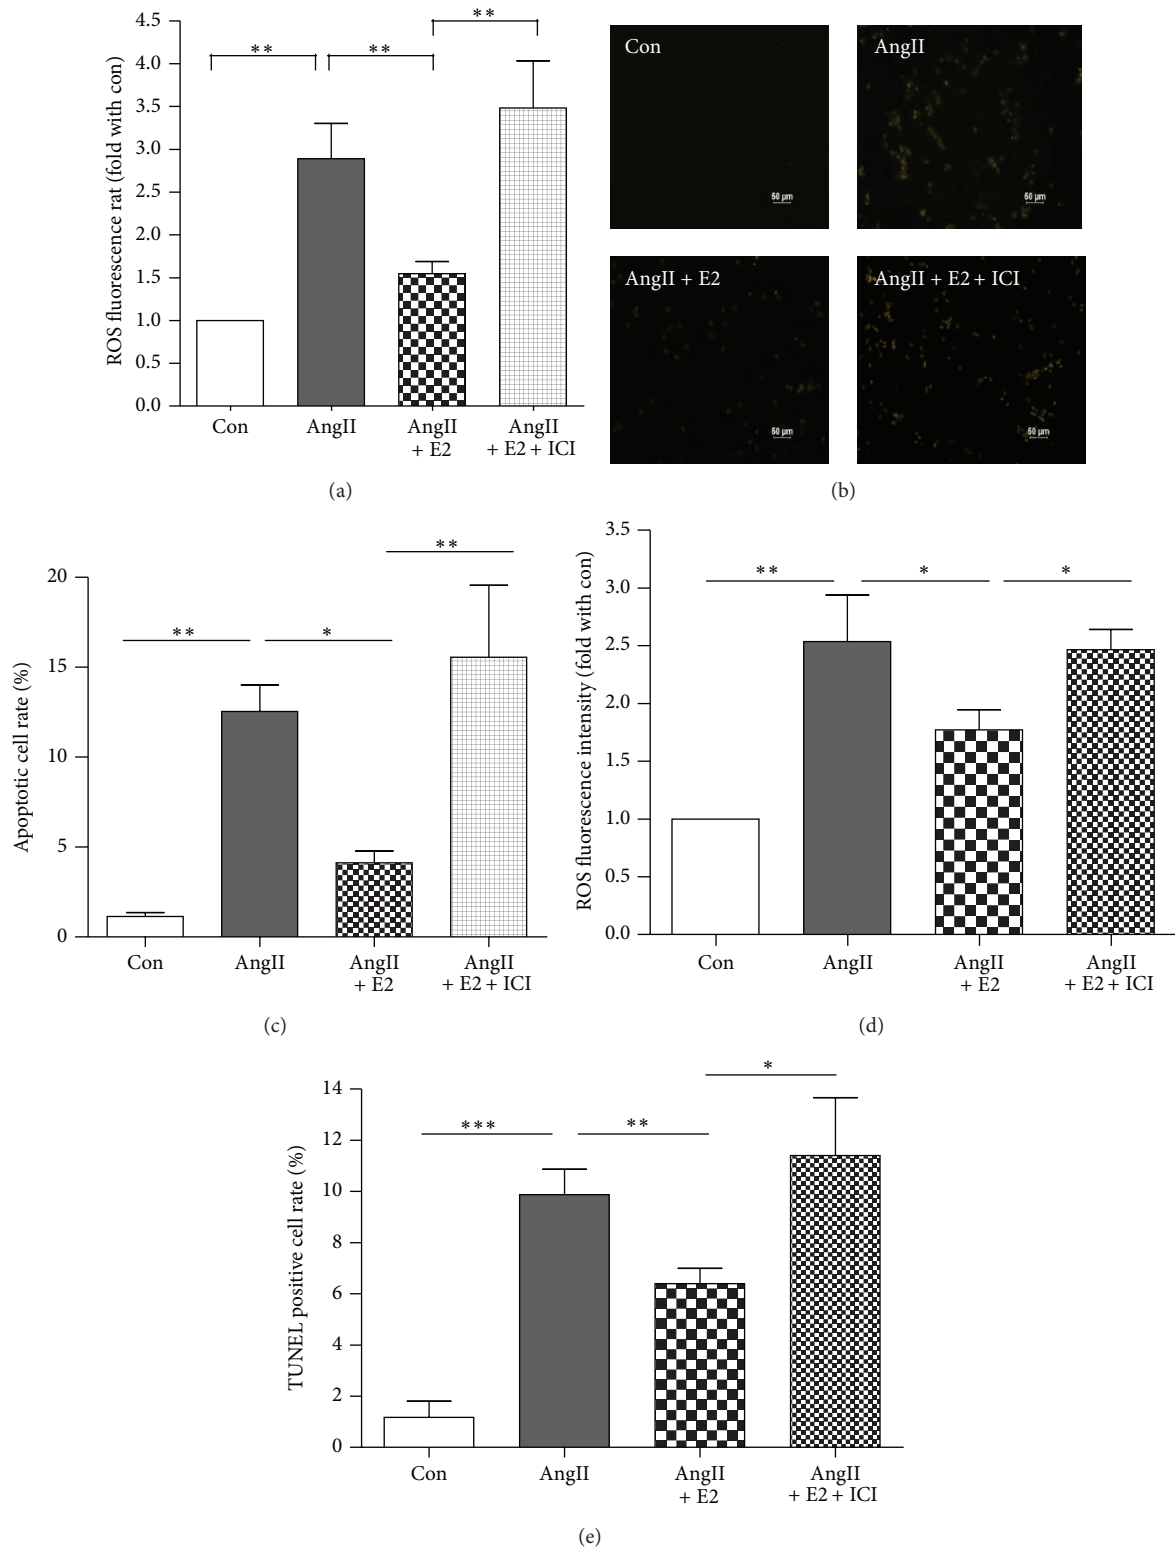 ROS fluorescence rat (fold with con)
4.5
4.0
3.5
3.0
2.5
2.0
1.5
1.0
0.5
0.0
**
**
**
Con
AngII
AngII
+ E2
AngII
+ E2 + ICI
(a)
Con
50 μm
AngII
50 μm
AngII + E2
50 μm
AngII + E2 + ICI
50 μm
(b)
Apoptotic cell rate (%)
20
15
10
5
0
**
*
**
Con
AngII
AngII
+ E2
AngII
+ E2 + ICI
(c)
ROS fluorescence intensity (fold with con)
3.5
3.0
2.5
2.0
1.5
1.0
0.5
0.0
**
*
*
Con
AngII
AngII
+ E2
AngII
+ E2 + ICI
(d)
TUNEL positive cell rate (%)
14
12
10
8
6
4
2
0
***
**
*
Con
AngII
AngII
+ E2
AngII
+ E2 + ICI
(e)